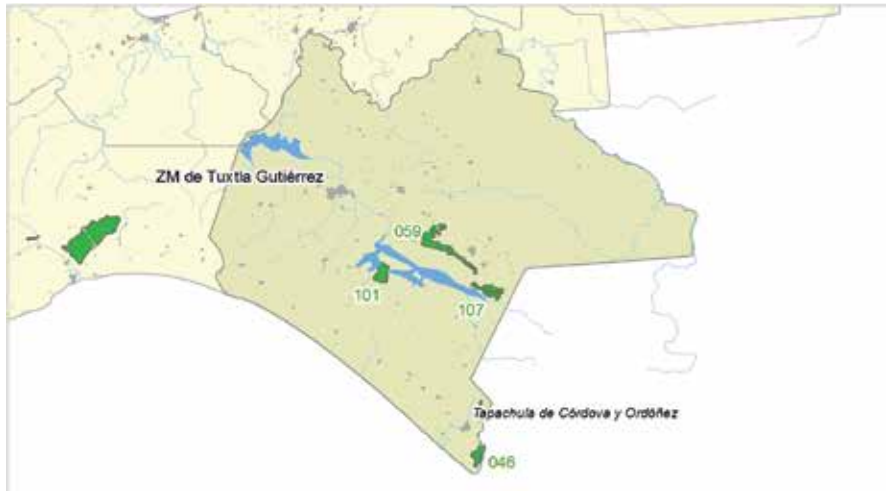 ZM de Tuxtla Gutiérrez
059
101
107
Tapachula de Córdova y Ordóñez
046